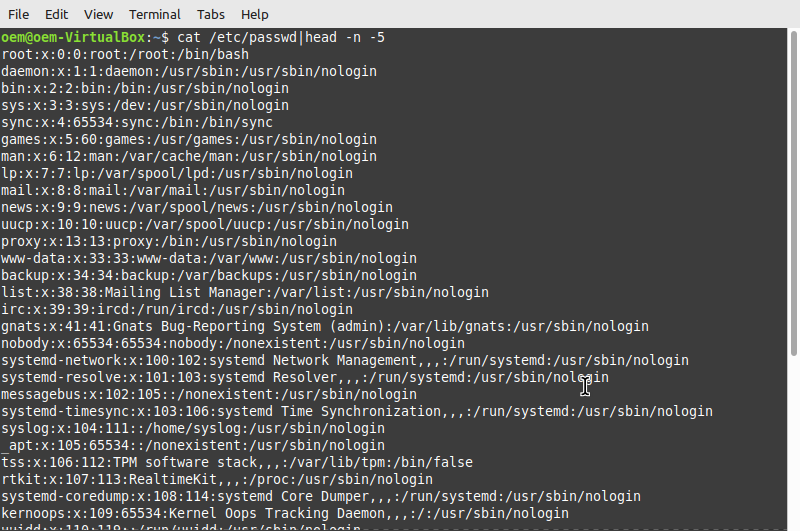 File Edit View Terminal Tabs Help
oem@oem-VirtualBox:~$ cat /etc/passwd|head -n -5
root:x:0:0:root:/root:/bin/bash
daemon:x:1:1:daemon:/usr/sbin:/usr/sbin/nologin
bin:x:2:2:bin:/bin:/usr/sbin/nologin
sys:x:3:3:sys:/dev:/usr/sbin/nologin
sync:x:4:65534:sync:/bin:/bin/sync
games:x:5:60:games:/usr/games:/usr/sbin/nologin
man:x:6:12:man:/var/cache/man:/usr/sbin/nologin
lp:x:7:7:lp:/var/spool/lpd:/usr/sbin/nologin
mail:x:8:8:mail:/var/mail:/usr/sbin/nologin
news:x:9:9:news:/var/spool/news:/usr/sbin/nologin
uucp:x:10:10:uucp:/var/spool/uucp:/usr/sbin/nologin
proxy:x:13:13:proxy:/bin:/usr/sbin/nologin
www-data:x:33:33:www-data:/var/www:/usr/sbin/nologin
backup:x:34:34:backup:/var/backups:/usr/sbin/nologin
list:x:38:38:Mailing List Manager:/var/list:/usr/sbin/nologin
irc:x:39:39:ircd:/run/ircd:/usr/sbin/nologin
gnats:x:41:41:Gnats Bug-Reporting System (admin):/var/lib/gnats:/usr/sbin/nologin
nobody:x:65534:65534:nobody:/nonexistent:/usr/sbin/nologin
systemd-network:x:100:102:systemd Network Management,,,:/run/systemd:/usr/sbin/nologin
systemd-resolve:x:101:103:systemd Resolver,,,:/run/systemd:/usr/sbin/nologin
messagebus:x:102:105::/nonexistent:/usr/sbin/nologin
systemd-timesync:x:103:106:systemd Time Synchronization,,,:/run/systemd:/usr/sbin/nologin
syslog:x:104:111::/home/syslog:/usr/sbin/nologin
_apt:x:105:65534::/nonexistent:/usr/sbin/nologin
tss:x:106:112:TPM software stack,,,:/var/lib/tpm:/bin/false
rtkit:x:107:113:RealtimeKit,,,:/proc:/usr/sbin/nologin
systemd-coredump:x:108:114:systemd Core Dumper,,,:/run/systemd:/usr/sbin/nologin
kernoops:x:109:65534:Kernel Oops Tracking Daemon,,,:/:/usr/sbin/nologin